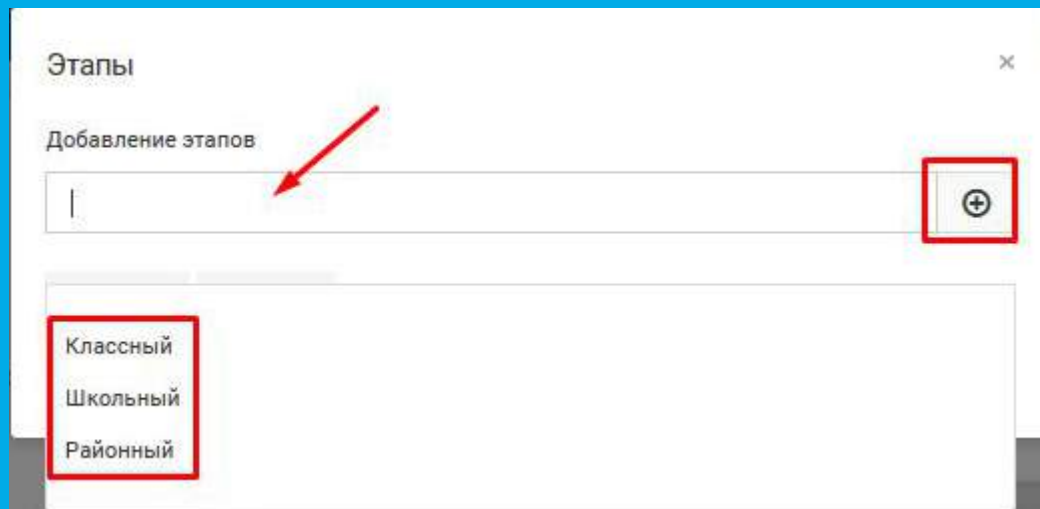 Этапы
Добавление этапов
Классный
Школьный
Районный